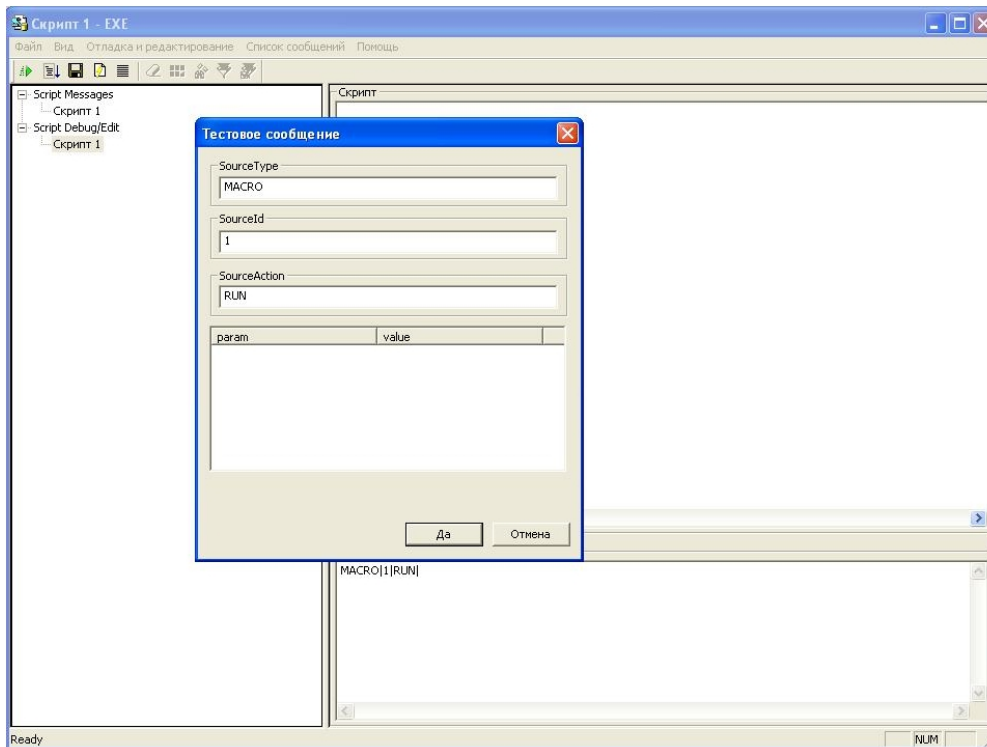 Скрипт 1 - EXE
Файл Вид Отладка и редактирование Список сообщений Помощь
Script Messages
Скрипт 1
Script Debug/Edit
Скрипт 1
Скрипт
Тестовое сообщение
SourceType
MACRO
SourceId
1
SourceAction
RUN
param value
Да Отмена
MACRO|1|RUN|
Ready NUM